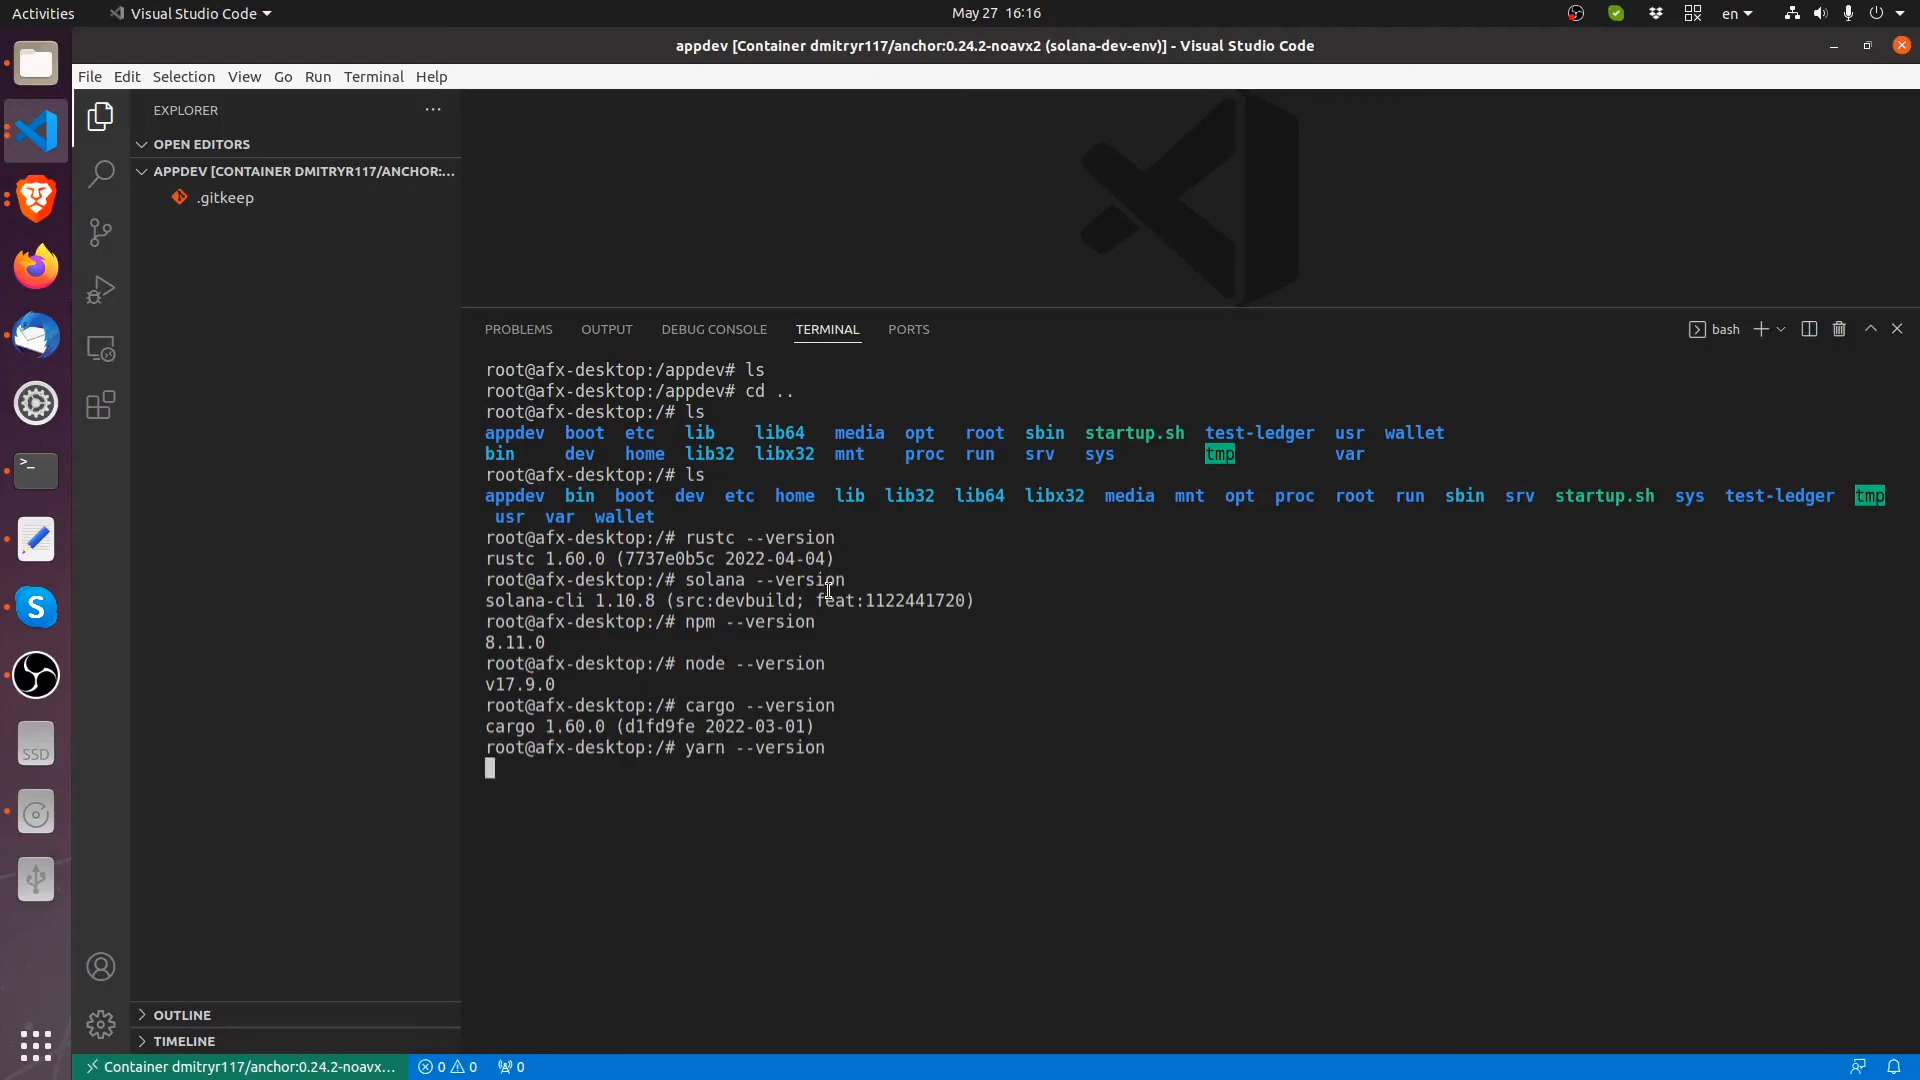 Activities
Visual Studio Code
May 27 16:16
en
appdev [Container dmitryr117/anchor:0.24.2-noavx2 (solana-dev-env)] - Visual Studio Code
File Edit Selection View Go Run Terminal Help
EXPLORER
OPEN EDITORS
APPDEV [CONTAINER DMITRYR117/ANCHOR:...
.gitkeep
PROBLEMS OUTPUT DEBUG CONSOLE TERMINAL PORTS
bash
root@afx-desktop:/appdev# ls
root@afx-desktop:/appdev# cd ..
root@afx-desktop:/# ls
appdev boot etc lib lib64 media opt root sbin startup.sh test-ledger usr wallet
bin dev home lib32 libx32 mnt proc run srv sys tmp var
root@afx-desktop:/# ls
appdev bin boot dev etc home lib lib32 lib64 libx32 media mnt opt proc root run sbin srv startup.sh sys test-ledger tmp
usr var wallet
root@afx-desktop:/# rustc --version
rustc 1.60.0 (7737e0b5c 2022-04-04)
root@afx-desktop:/# solana --version
solana-cli 1.10.8 (src:devbuild; feat:1122441720)
root@afx-desktop:/# npm --version
8.11.0
root@afx-desktop:/# node --version
v17.9.0
root@afx-desktop:/# cargo --version
cargo 1.60.0 (d1fd9fe 2022-03-01)
root@afx-desktop:/# yarn --version
SSD
OUTLINE
TIMELINE
Container dmitryr117/anchor:0.24.2-noavx... 0 0 0